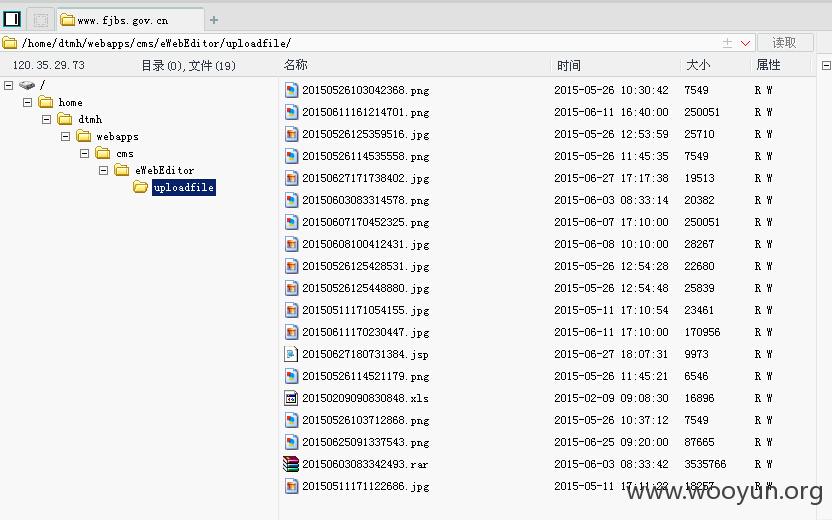 www.fjbs.gov.cn
/home/dtmh/webapps/cms/eWebEditor/uploadfile/ 读取
120.35.29.73 目录(0),文件(19) 名称 时间 大小 属性
/
home
dtmh
webapps
cms
eWebEditor
uploadfile
20150526103042368.png 2015-05-26 10:30:42 7549 R W
20150611161214701.png 2015-06-11 16:40:00 250051 R W
20150526125359516.jpg 2015-05-26 12:53:59 25710 R W
20150526114535558.png 2015-05-26 11:45:35 7549 R W
20150627171738402.jpg 2015-06-27 17:17:38 19513 R W
20150603083314578.png 2015-06-03 08:33:14 20382 R W
20150607170452325.png 2015-06-07 17:10:00 250051 R W
20150608100412431.jpg 2015-06-08 10:10:00 28267 R W
20150526125428531.jpg 2015-05-26 12:54:28 22680 R W
20150526125448880.jpg 2015-05-26 12:54:48 25839 R W
20150511171054155.jpg 2015-05-11 17:10:54 23461 R W
20150611170230447.jpg 2015-06-11 17:10:00 170956 R W
20150627180731384.jsp 2015-06-27 18:07:31 9973 R W
20150526114521179.png 2015-05-26 11:45:21 6546 R W
20150209090830848.xls 2015-02-09 09:08:30 16896 R W
20150526103712868.png 2015-05-26 10:37:12 7549 R W
20150625091337543.png 2015-06-25 09:20:00 87665 R W
20150603083342493.rar 2015-06-03 08:33:42 3535766 R W
20150511171122686.jpg 2015-05-11 17:11:22 18257 R W
www.wooyun.org